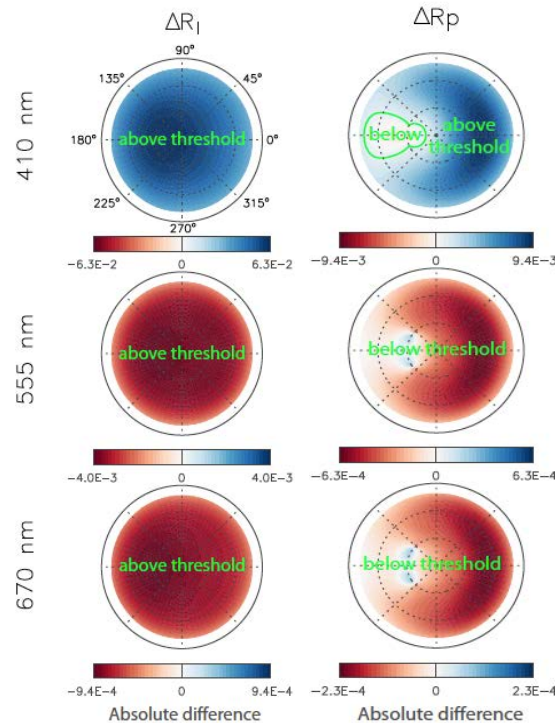 ΔR_I ΔRp
90°
135° 45°
410 nm
180° above threshold 0°
below above threshold
225° 315°
270°
−6.3E−2 0 6.3E−2
−9.4E−3 0 9.4E−3
555 nm
above threshold
below threshold
−4.0E−3 0 4.0E−3
−6.3E−4 0 6.3E−4
670 nm
above threshold
below threshold
−9.4E−4 0 9.4E−4
−2.3E−4 0 2.3E−4
Absolute difference Absolute difference